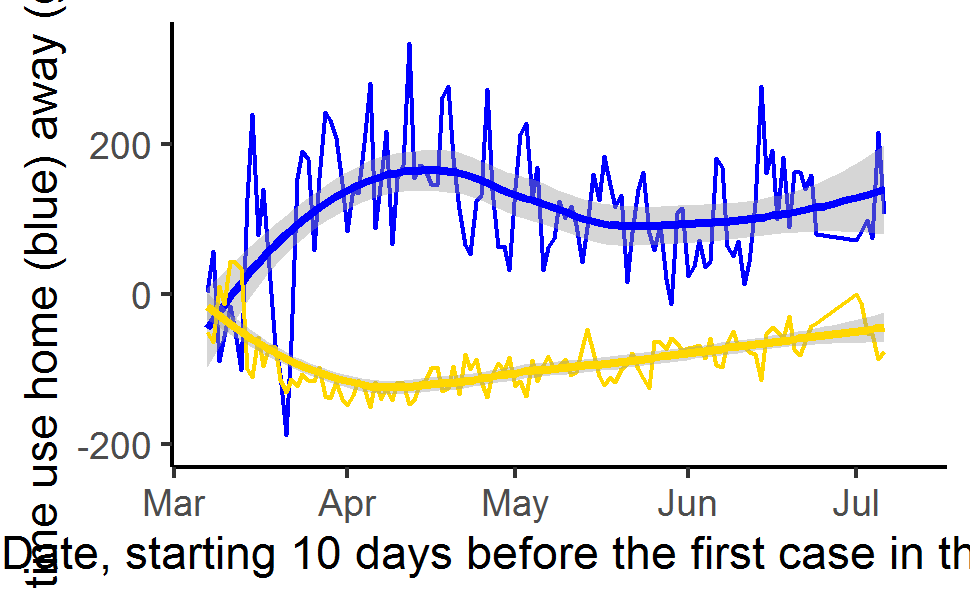 time use home (blue) away (
200
0
-200
Mar Apr May Jun Jul
Date, starting 10 days before the first case in th